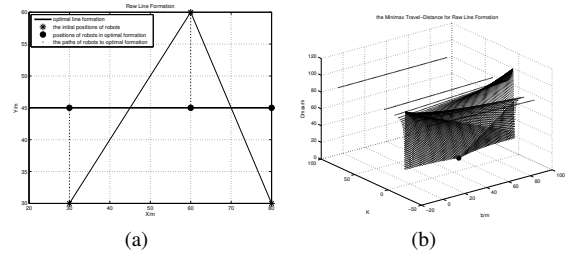 Raw Line Formation
optimal line formation
the initial positions of robots
positions of robots in optimal formation
the paths of robots to optimal formation
60
55
50
45
40
35
30
Y/m
20 30 40 50 60 70 80
X/m
(a)
the Minimax Travel-Distance for Raw Line Formation
120
100
80
60
40
20
0
Dmax/m
100
50
0
-50
K
-20 0 20 40 60 80 100
b/m
(b)